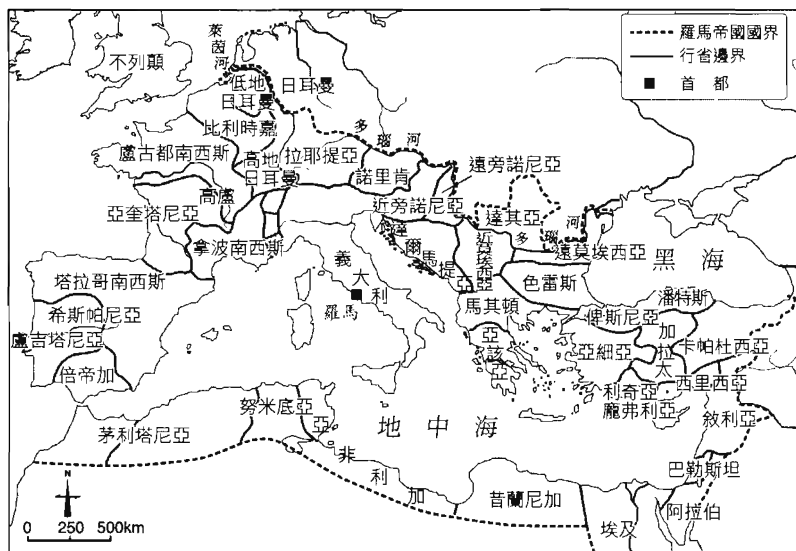 羅馬帝國國界
行省邊界
首都
萊茵河
不列顛
低地
日耳曼
日耳曼
比利時嘉
多瑙河
盧古都南西斯
高地
日耳曼
拉耶提亞
諾里肯
遠旁諾尼亞
亞奎塔尼亞
高盧
近旁諾尼亞
達其亞
多瑙河
拿波南西斯
達爾馬提亞
近莫埃西亞
遠莫埃西亞
黑海
塔拉哥南西斯
義大利
羅馬
色雷斯
馬其頓
潘特斯
希斯帕尼亞
俾斯尼亞
加拉太
盧吉塔尼亞
亞該亞
亞細亞
卡帕杜西亞
倍帝加
利奇亞
龐弗利亞
西里西亞
努米底亞
敘利亞
茅利塔尼亞
亞非利加
地中海
巴勒斯坦
昔蘭尼加
埃及
阿拉伯
N
0 250 500km